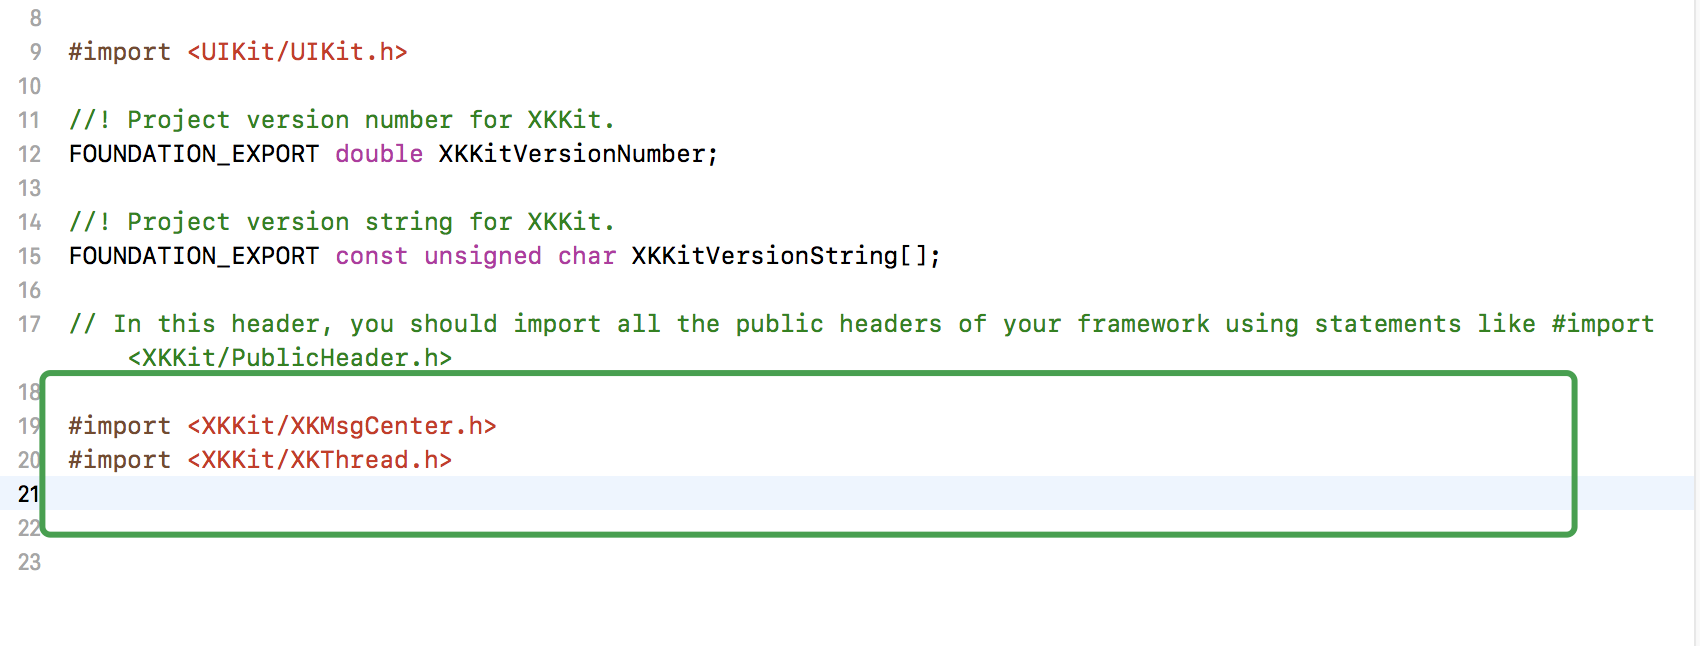 8
9 #import <UIKit/UIKit.h>
10
11 //! Project version number for XKKit.
12 FOUNDATION_EXPORT double XKKitVersionNumber;
13
14 //! Project version string for XKKit.
15 FOUNDATION_EXPORT const unsigned char XKKitVersionString[];
16
17 // In this header, you should import all the public headers of your framework using statements like #import
<XKKit/PublicHeader.h>
18
19 #import <XKKit/XKMsgCenter.h>
20 #import <XKKit/XKThread.h>
21
22
23